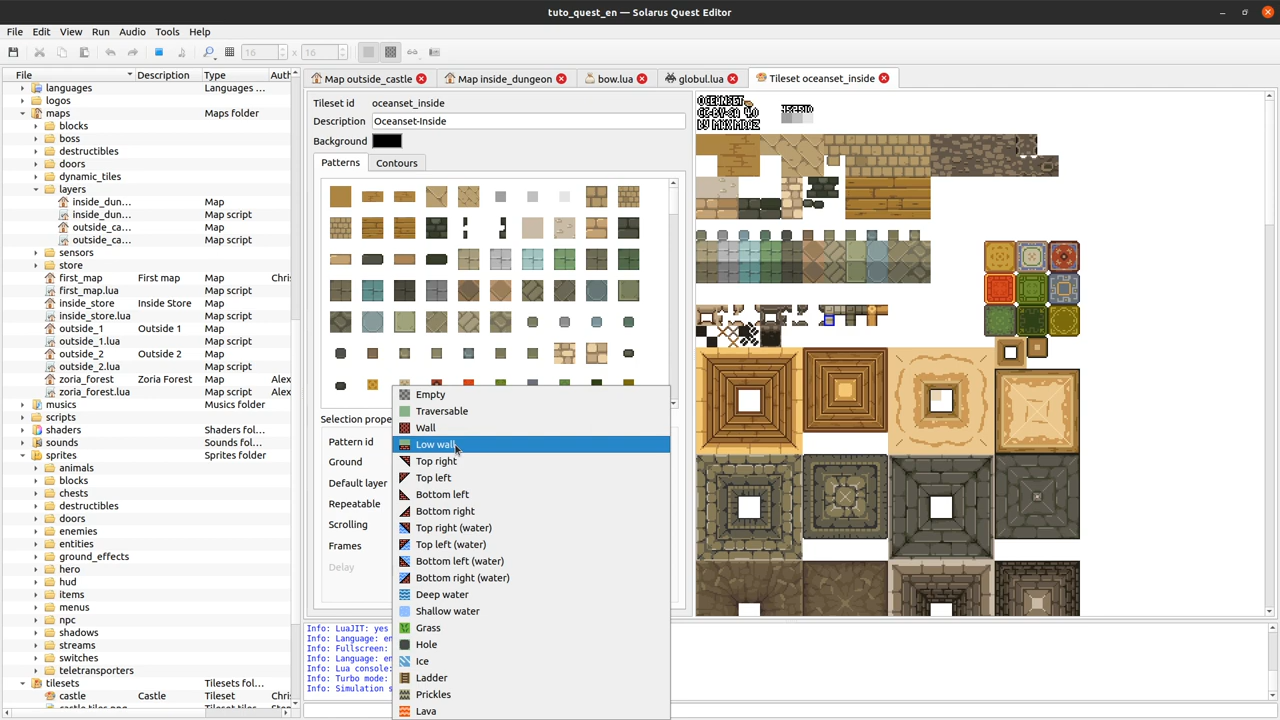 tuto_quest_en — Solarus Quest Editor
File Edit View Run Audio Tools Help
16 x 16
File Description Type Auth
languages Languages ...
logos
maps Maps folder
blocks
boss
destructibles
doors
dynamic_tiles
layers
inside_dun... Map
inside_dun... Map script
outside_ca... Map
outside_ca... Map script
sensors
store
first_map First map Map Chris
first_map.lua Map script
inside_store Inside Store Map
inside_store.lua Map script
outside_1 Outside 1 Map
outside_1.lua Map script
outside_2 Outside 2 Map
outside_2.lua Map script
zoria_forest Zoria Forest Map Alex
zoria_forest.lua Map script
musics Musics folder
scripts
shaders Shaders fol...
sounds Sounds fol...
sprites Sprites folder
animals
blocks
chests
destructibles
doors
enemies
entities
ground_effects
hero
hud
items
menus
npc
shadows
streams
switches
teletransporters
tilesets Tilesets fol...
castle Castle Tileset
Map outside_castle
Map inside_dungeon
bow.lua
globul.lua
Tileset oceanset_inside
Tileset id oceanset_inside
Description Oceanset-Inside
Background
Patterns Contours
Selection prope
Pattern id
Ground
Default layer
Repeatable
Scrolling
Frames
Delay
Empty
Traversable
Wall
Low wall
Top right
Top left
Bottom left
Bottom right
Top right (water)
Top left (water)
Bottom left (water)
Bottom right (water)
Deep water
Shallow water
Grass
Hole
Ice
Ladder
Prickles
Lava
OCEANSET
CC-BY-SA 4.0
BY MAX MRAZ
Info: LuaJIT: yes
Info: Language: en
Info: Fullscreen:
Info: Language: en
Info: Lua console:
Info: Turbo mode:
Info: Simulation s